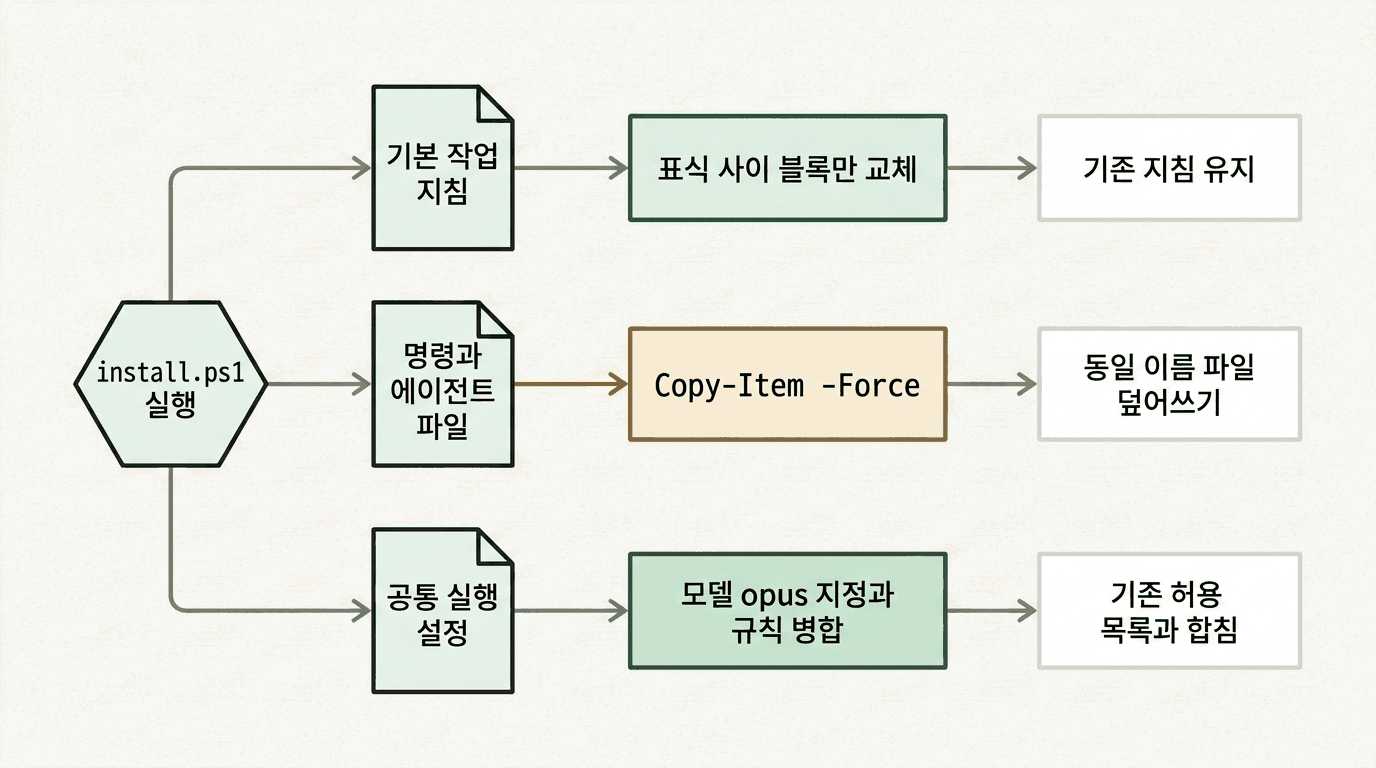 install.ps1
실행
기본 작업
지침
표식 사이 블록만 교체
기존 지침 유지
명령과
에이전트
파일
Copy-Item -Force
동일 이름 파일
덮어쓰기
공통 실행
설정
모델 opus 지정과
규칙 병합
기존 허용
목록과 합침